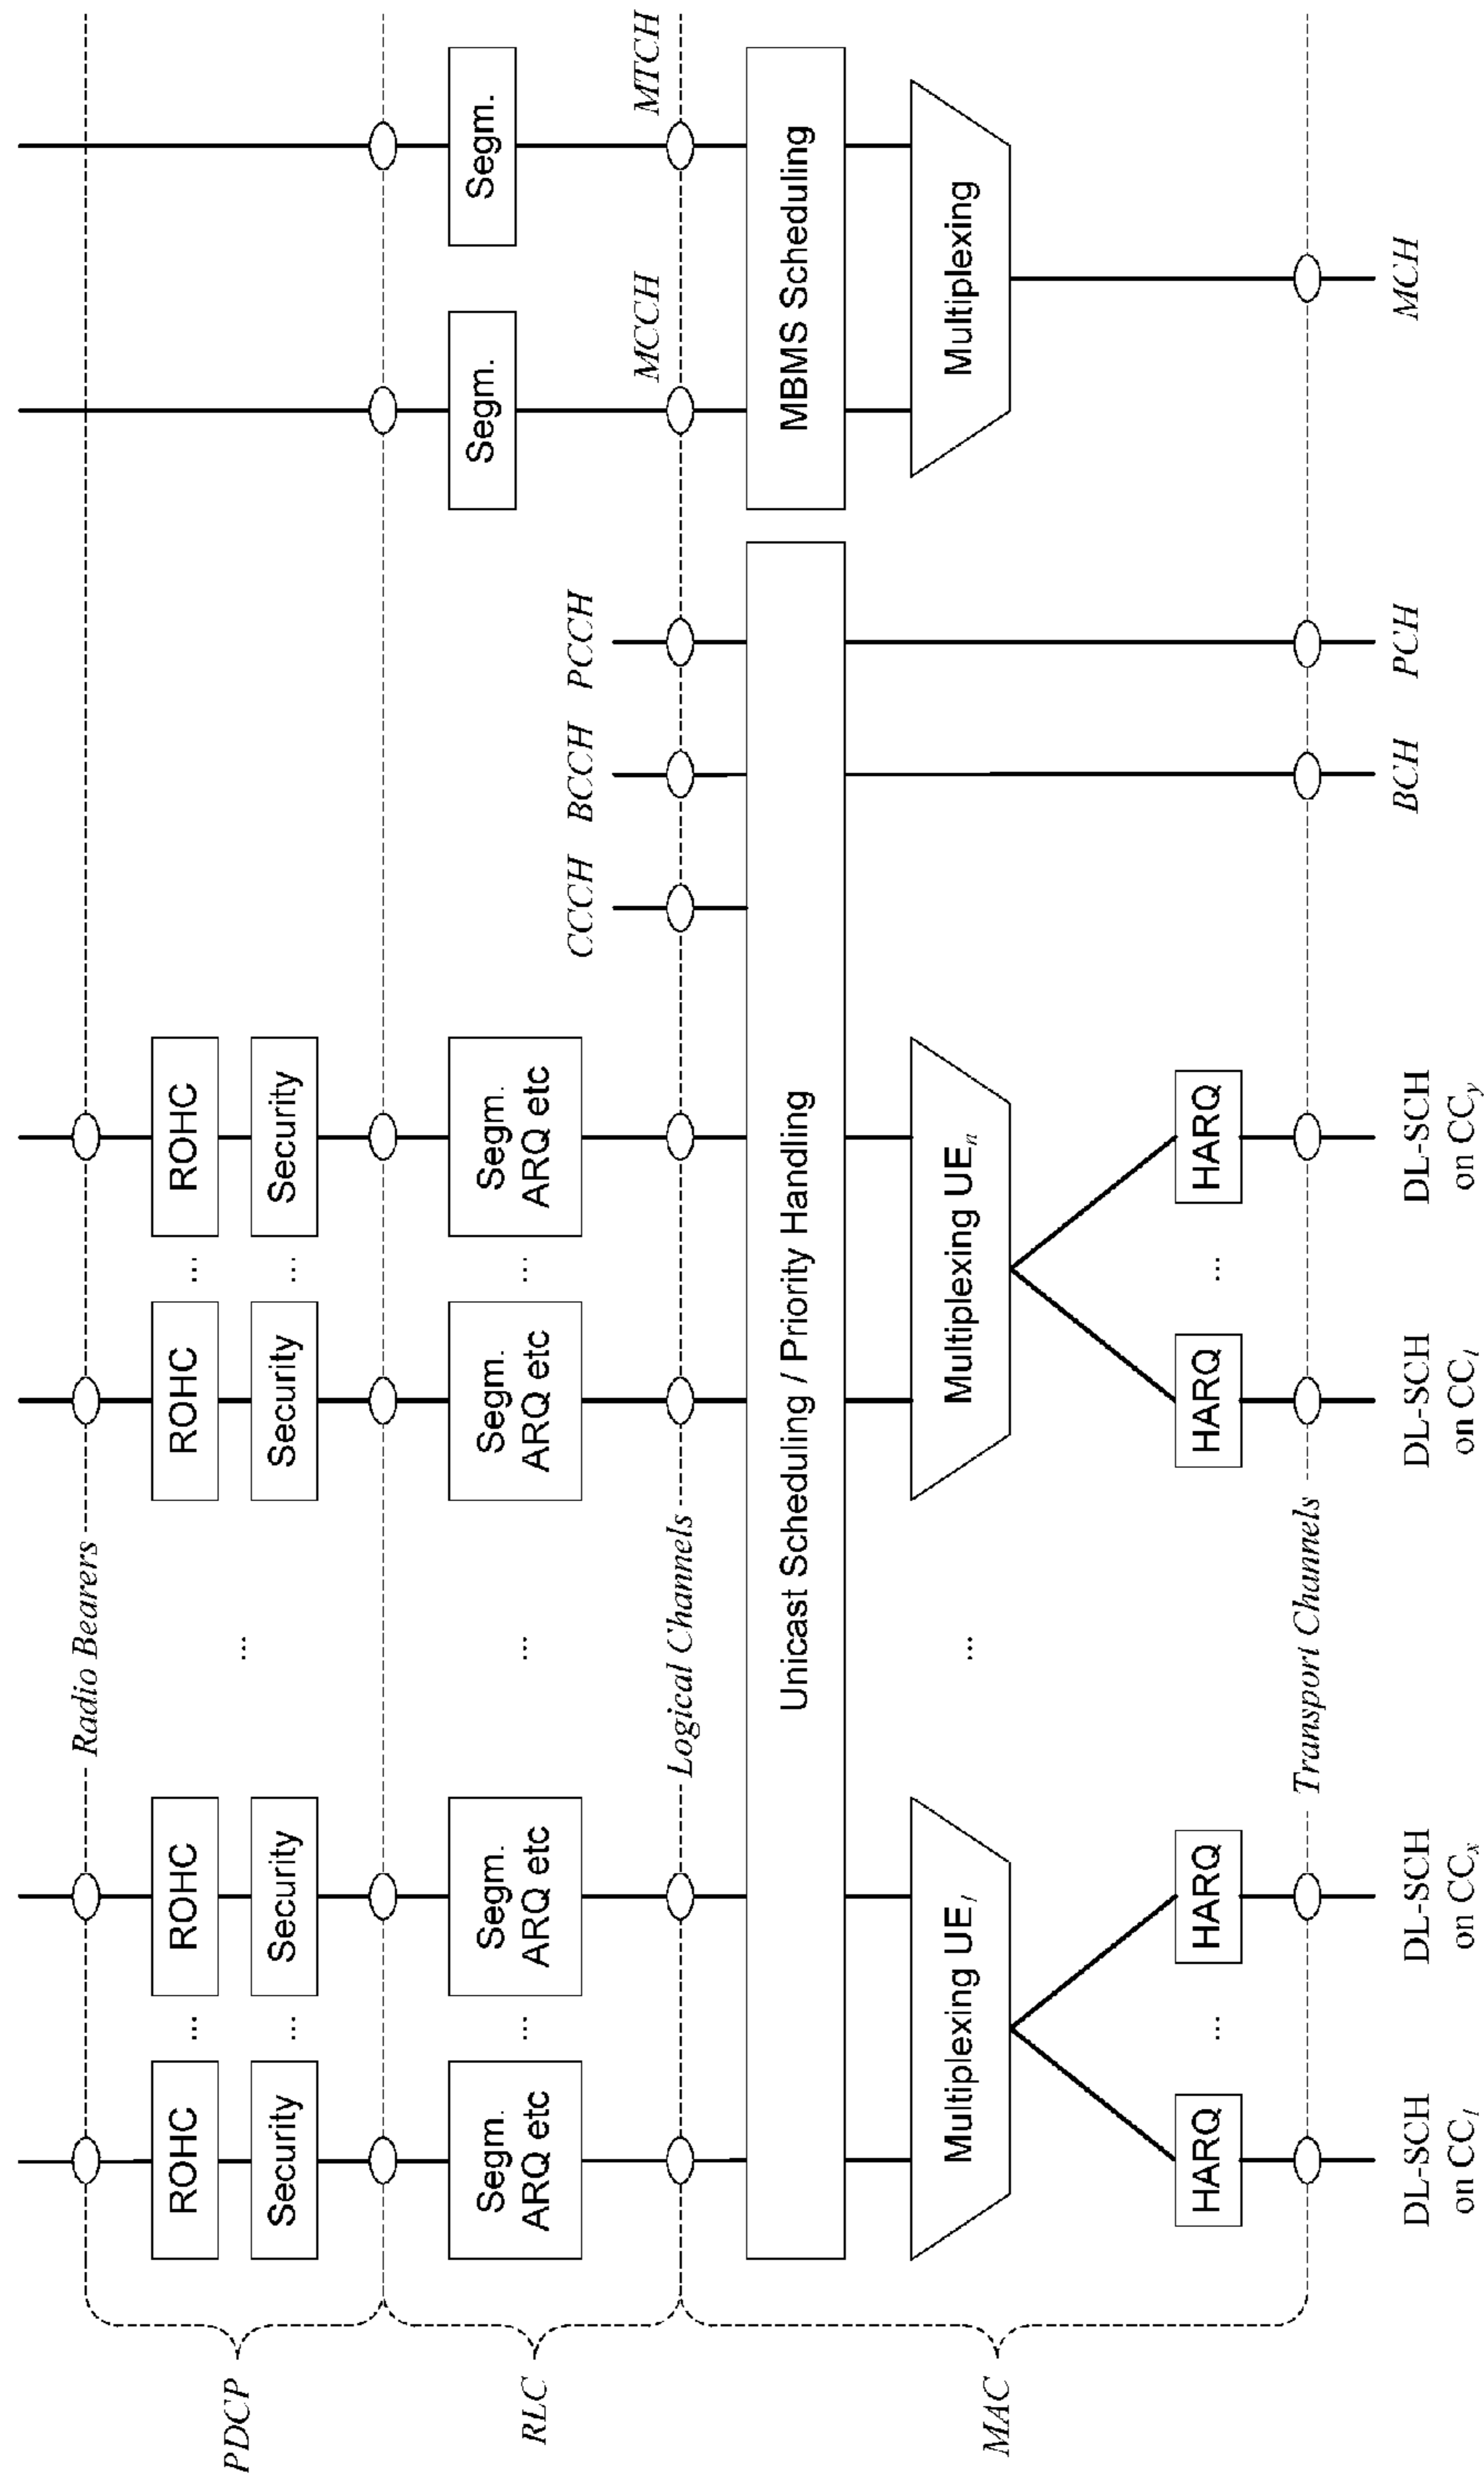 Radio Bearers
ROHC
...
ROHC
ROHC
...
ROHC
PDCP
...
Security
...
Security
Security
...
Security
Segm.
ARQ etc
...
Segm.
ARQ etc
RLC
...
Segm.
ARQ etc
...
Segm.
ARQ etc
Segm.
Segm.
CCCH
BCCH
PCCH
MCCH
MTCH
Logical Channels
Unicast Scheduling / Priority Handling
MBMS Scheduling
Multiplexing UE1
...
Multiplexing UEn
Multiplexing
MAC
HARQ
...
HARQ
HARQ
...
HARQ
Transport Channels
DL-SCH
on CC1
DL-SCH
on CCx
DL-SCH
on CC1
DL-SCH
on CCy
BCH
PCH
MCH